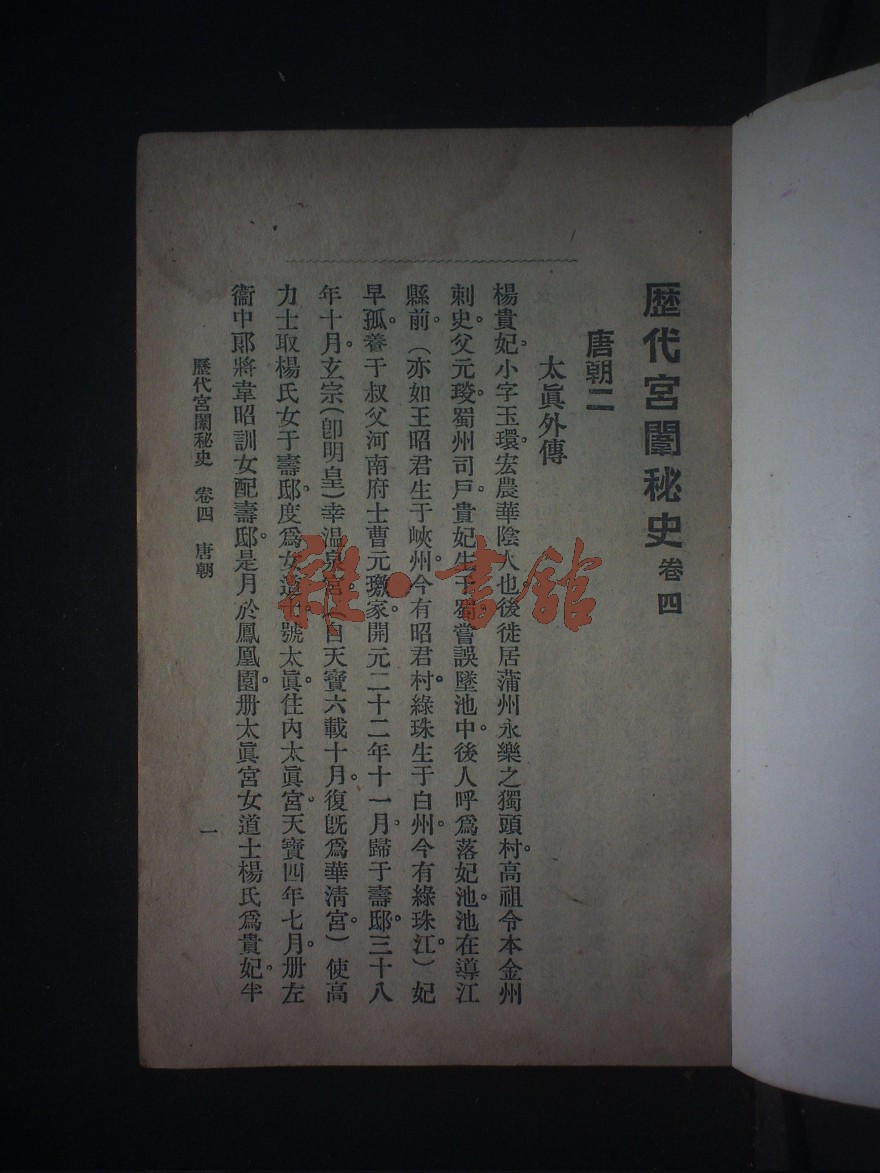 歷代宮闈秘史 卷四
唐朝二
太眞外傳
楊貴妃。小字玉環。宏農華陰人也。後徙居蒲州永樂之獨頭村。高祖令本金州
刺史。父元琰。蜀州司戶。貴妃生于蜀。嘗誤墜池中。後人呼爲落妃池。池在導江
縣前。（亦如王昭君生于峽州。今有昭君村。綠珠生于白州。今有綠珠江。）妃
早孤。養于叔父河南府士曹元璬家。開元二十二年十一月。歸于壽邸。二十八
年十月。玄宗（卽明皇）幸温泉宮。（自天寶六載十月。復旣爲華淸宮。）使高
力士取楊氏女于壽邸。度爲女道士。號太眞。住內太眞宮。天寶四年七月。册左
衞中郎將韋昭訓女配壽邸。是月於鳳凰園。册太眞宮女道士楊氏爲貴妃。半
歷代宮闈秘史 卷四 唐朝
一
雜·書館